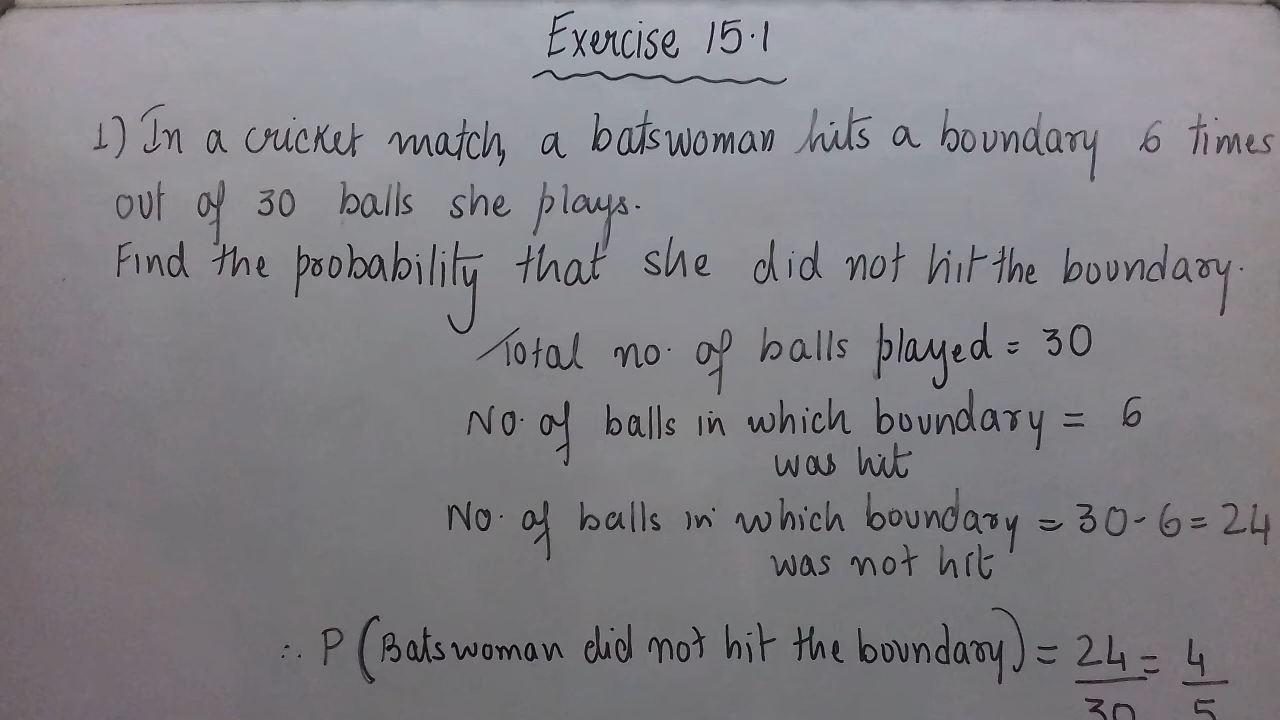 Exercise 15.1
1) In a cricket match, a batswoman hits a boundary 6 times
out of 30 balls she plays.
Find the probability that she did not hit the boundary.
Total no. of balls played = 30
No. of balls in which boundary = 6
was hit
No. of balls in which boundary = 30-6 = 24
was not hit
∴ P (Batswoman did not hit the boundary) = 24/30 = 4/5